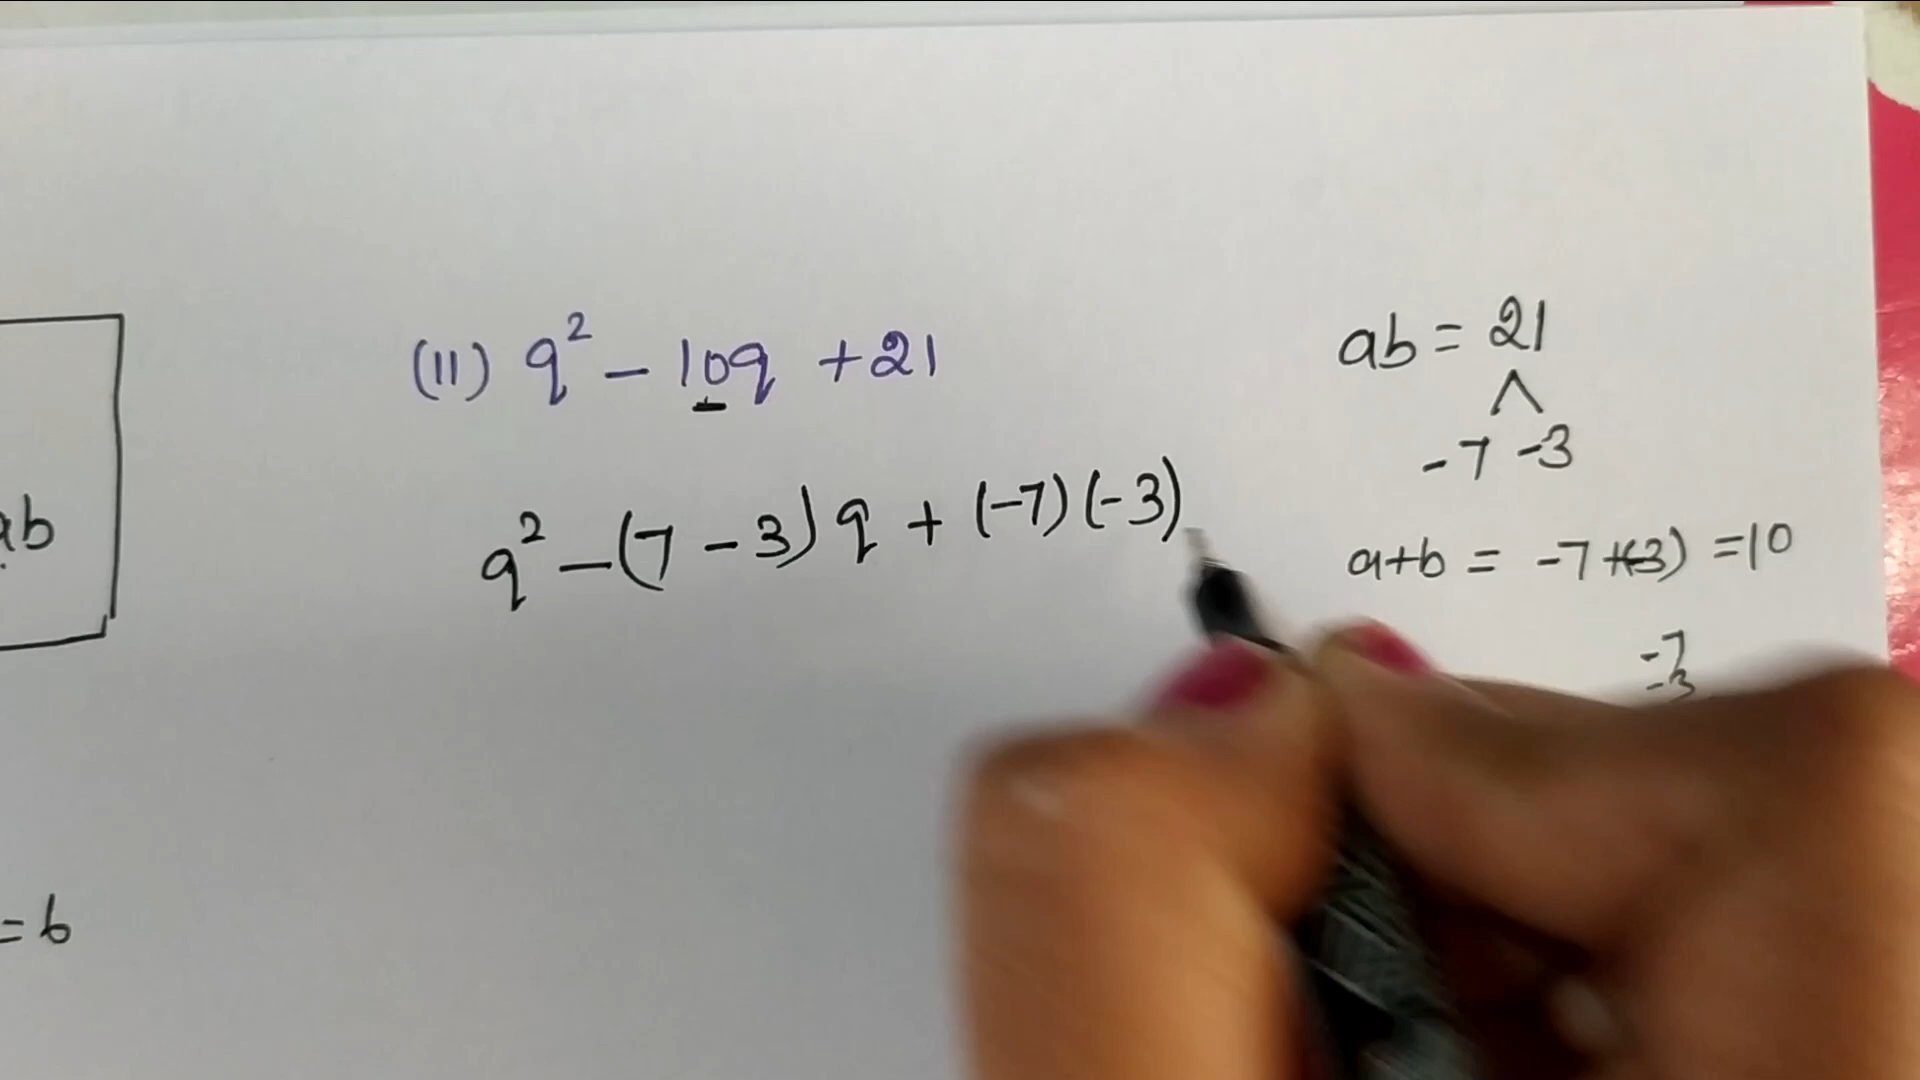 (II) q² - 10q + 21
q² - (7 - 3) q + (-7) (-3)
ab = 21
-7 -3
a+b = -7+(-3) = 10
-7
-3
ab
= 6